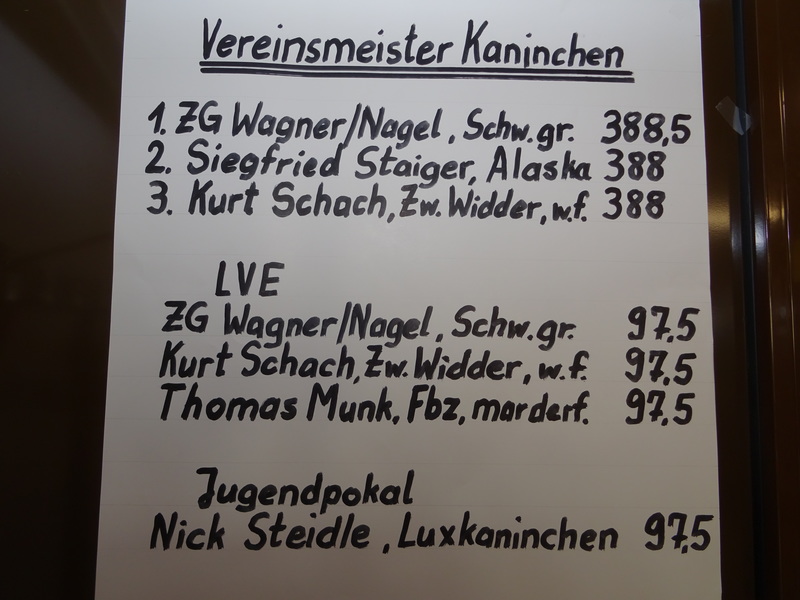 Vereinsmeister Kaninchen
1. ZG Wagner/Nagel, Schw.gr. 388,5
2. Siegfried Staiger, Alaska 388
3. Kurt Schach, Zw. Widder, w.f. 388
LVE
ZG Wagner/Nagel, Schw.gr. 97,5
Kurt Schach, Zw. Widder, w.f. 97,5
Thomas Munk, Fbz, marderf. 97,5
Jugendpokal
Nick Steidle, Luxkaninchen 97,5